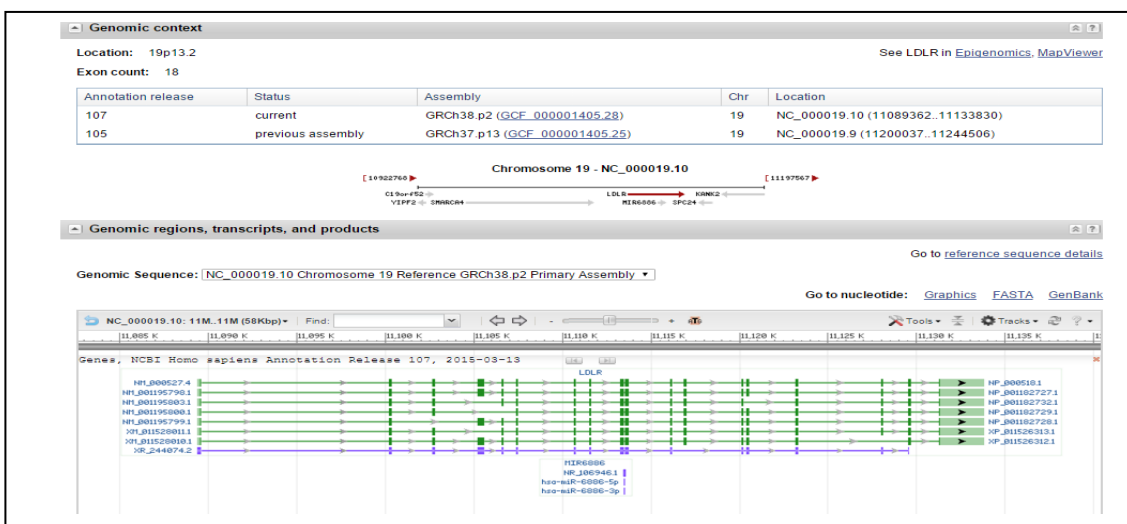 Genomic context
Location: 19p13.2
See LDLR in Epigenomics, MapViewer
Exon count: 18
Annotation release Status Assembly Chr Location
107 current GRCh38.p2 (GCF_000001405.28) 19 NC_000019.10 (11089362..11133830)
105 previous assembly GRCh37.p13 (GCF_000001405.25) 19 NC_000019.9 (11200037..11244506)
Chromosome 19 - NC_000019.10
[10922768 [11197567
C19orf52 LDLR KANK2
YIPF2 SMARCA4 MIR6886 SPC24
Genomic regions, transcripts, and products
Go to reference sequence details
Genomic Sequence: NC_000019.10 Chromosome 19 Reference GRCh38.p2 Primary Assembly
Go to nucleotide: Graphics FASTA GenBank
NC_000019.10: 11M..11M (58Kbp) Find: Tools Tracks ?
11,085 K 11,090 K 11,095 K 11,100 K 11,105 K 11,110 K 11,115 K 11,120 K 11,125 K 11,130 K 11,135 K
Genes, NCBI Homo sapiens Annotation Release 107, 2015-03-13
LDLR
NM_000527.4 NP_000518.1
NM_001195798.1 NP_001182727.1
NM_001195803.1 NP_001182732.1
NM_001195800.1 NP_001182729.1
NM_001195799.1 NP_001182728.1
XM_011528011.1 XP_011526313.1
XM_011528010.1 XP_011526312.1
XR_244074.2
MIR6886
NR_106946.1
hsa-miR-6886-5p
hsa-miR-6886-3p